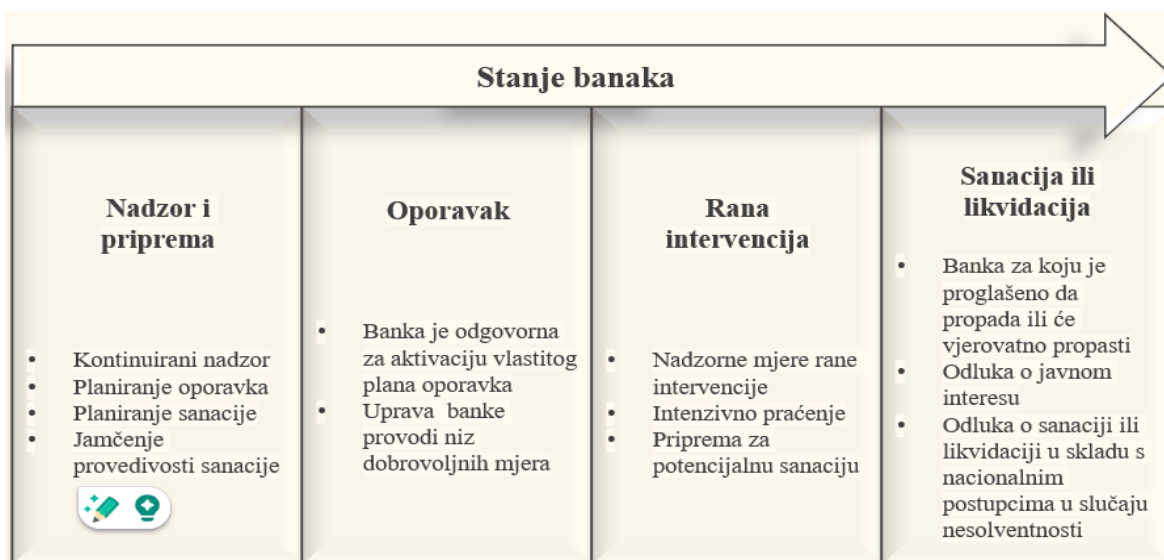 Stanje banaka
Nadzor i
priprema
• Kontinuirani nadzor
• Planiranje oporavka
• Planiranje sanacije
• Jamčenje
provedivosti sanacije
Oporavak
• Banka je odgovorna
za aktivaciju vlastitog
plana oporavka
• Uprava banke
provodi niz
dobrovoljnih mjera
Rana
intervencija
• Nadzorne mjere rane
intervencije
• Intenzivno praćenje
• Priprema za
potencijalnu sanaciju
Sanacija ili
likvidacija
• Banka za koju je
proglašeno da
propada ili će
vjerovatno propasti
• Odluka o javnom
interesu
• Odluka o sanaciji ili
likvidaciji u skladu s
nacionalnim
postupcima u slučaju
nesolventnosti